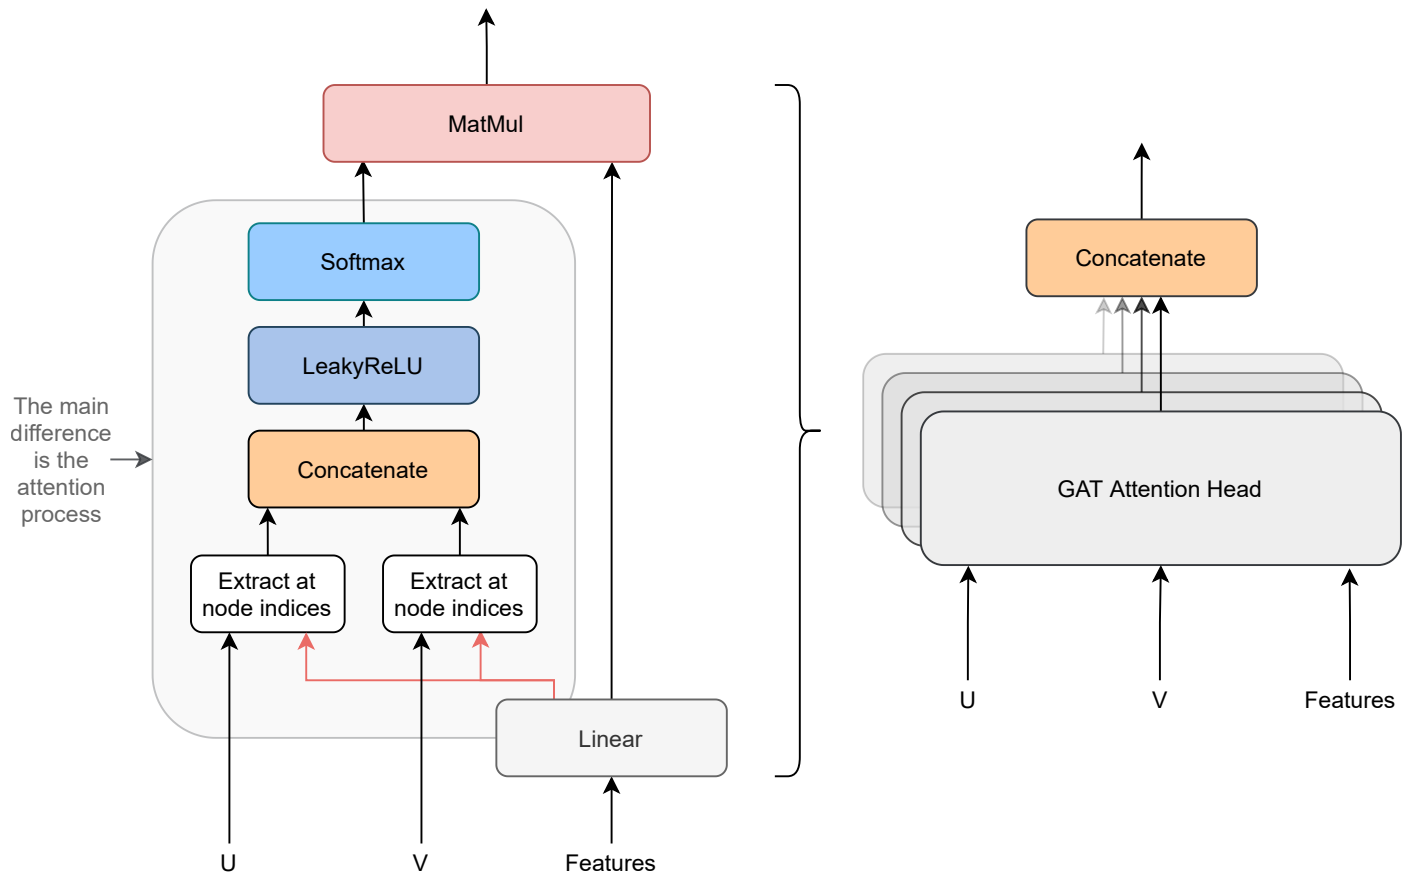 MatMul
Softmax
LeakyReLU
Concatenate
Extract at
node indices
Extract at
node indices
Linear
U
V
Features
The main
difference
is the
attention
process
Concatenate
GAT Attention Head
U
V
Features